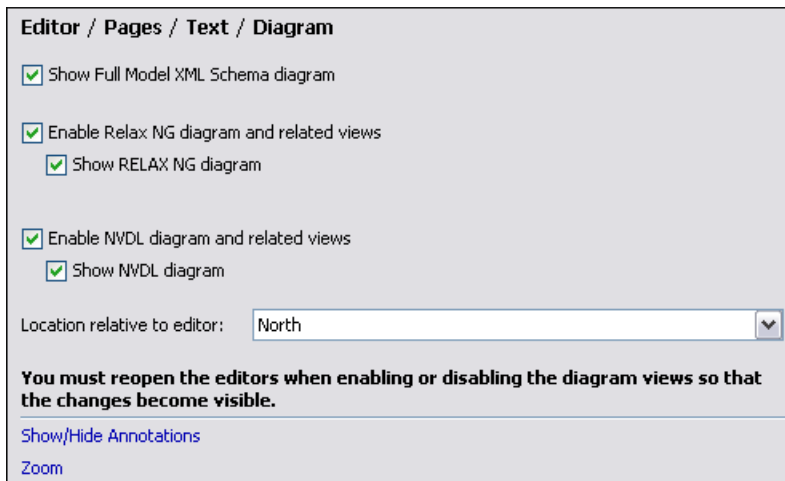 Editor / Pages / Text / Diagram
Show Full Model XML Schema diagram
Enable Relax NG diagram and related views
Show RELAX NG diagram
Enable NVDL diagram and related views
Show NVDL diagram
Location relative to editor: North
You must reopen the editors when enabling or disabling the diagram views so that
the changes become visible.
Show/Hide Annotations
Zoom